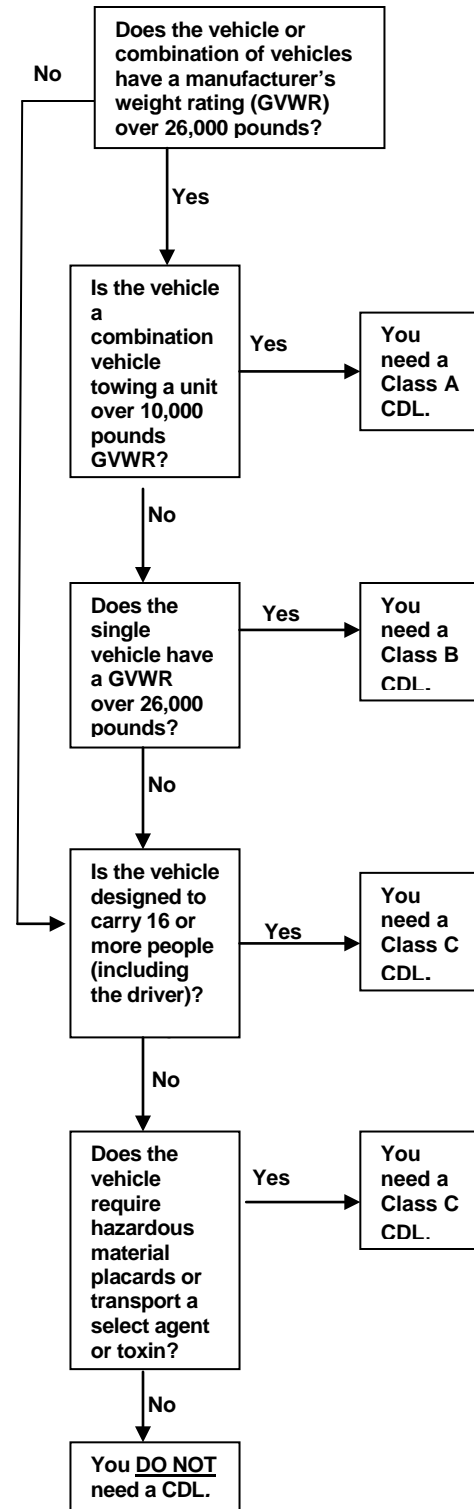 Does the vehicle or
combination of vehicles
have a manufacturer's
weight rating (GVWR)
over 26,000 pounds?
No
Yes
Is the vehicle
a
combination
vehicle
towing a unit
over 10,000
pounds
GVWR?
Yes
You
need a
Class A
CDL.
No
Does the
single
vehicle have
a GVWR
over 26,000
pounds?
Yes
You
need a
Class B
CDL.
No
Is the vehicle
designed to
carry 16 or
more people
(including
the driver)?
Yes
You
need a
Class C
CDL.
No
Does the
vehicle
require
hazardous
material
placards or
transport a
select agent
or toxin?
Yes
You
need a
Class C
CDL.
No
You DO NOT
need a CDL.